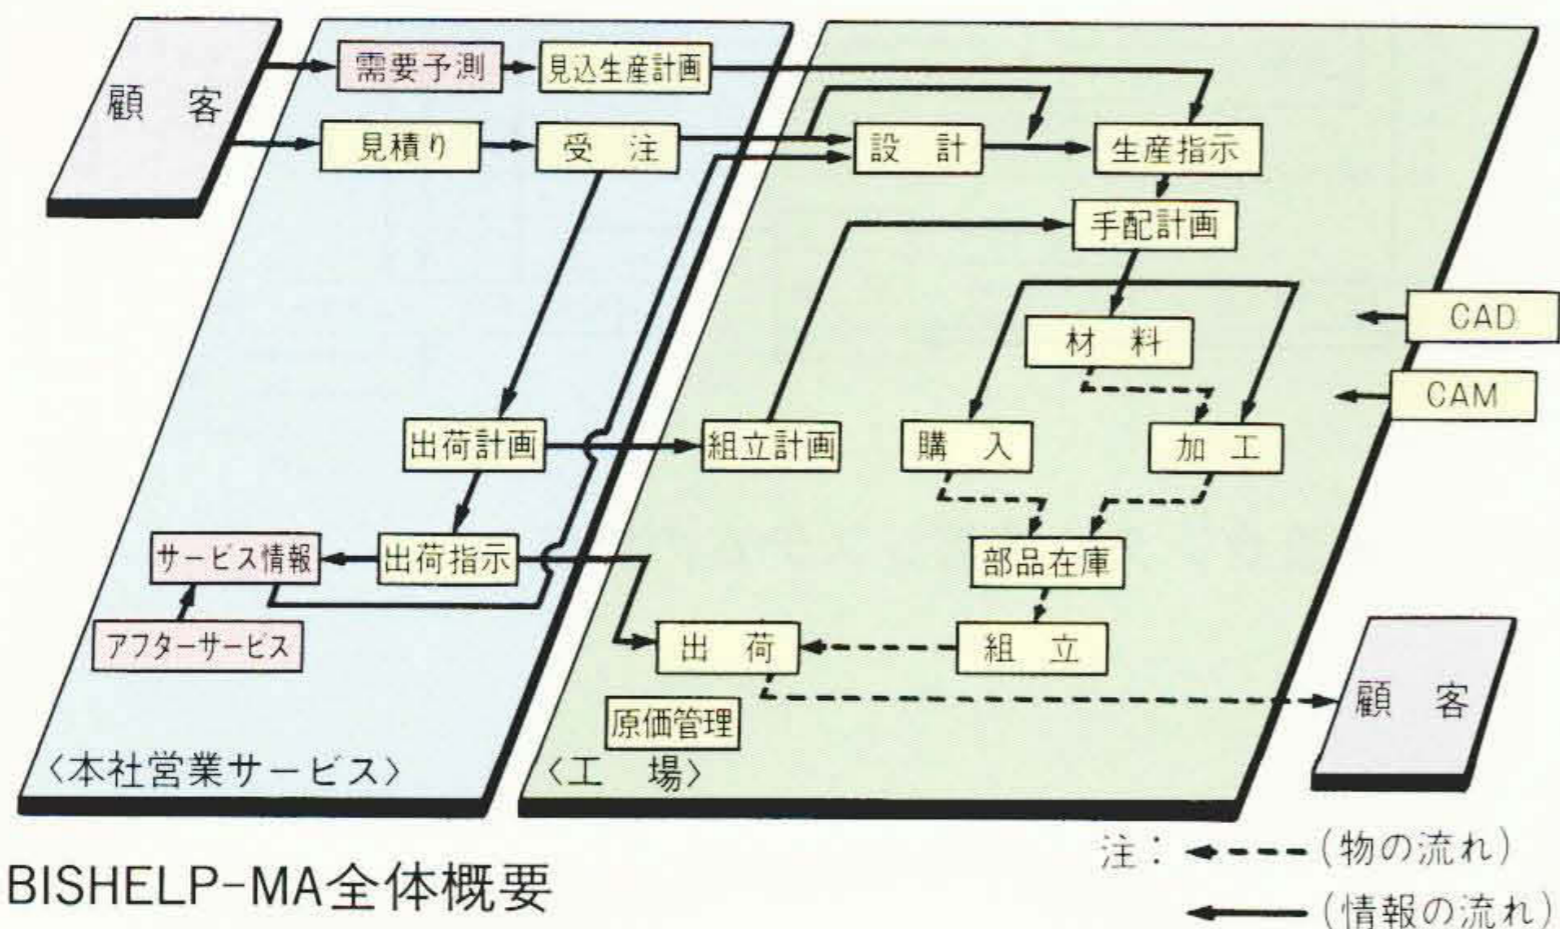 顧 客
需要予測
見込生産計画
見積り
受 注
設 計
生産指示
手配計画
材 料
CAD
CAM
出荷計画
組立計画
購 入
加 工
サービス情報
出荷指示
部品在庫
アフターサービス
出 荷
組 立
原価管理
顧 客
〈本社営業サービス〉
〈工 場〉
注:(物の流れ)
(情報の流れ)
BISHELP-MA全体概要